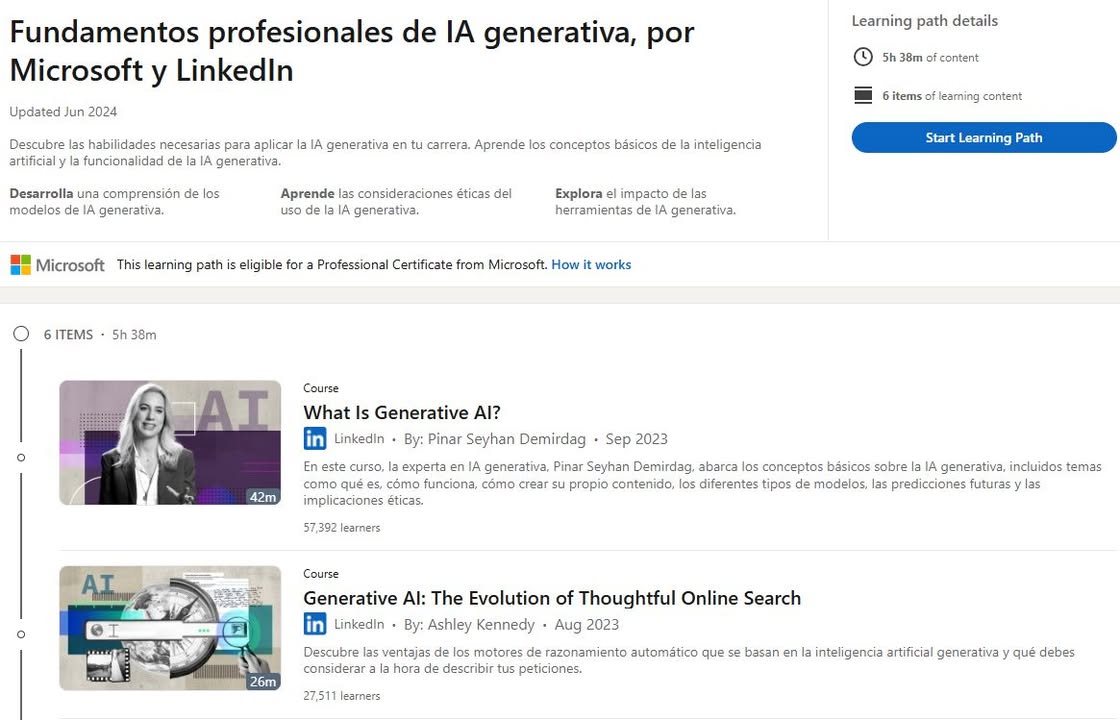 Fundamentos profesionales de IA generativa, por
Microsoft y LinkedIn
Updated Jun 2024
Descubre las habilidades necesarias para aplicar la IA generativa en tu carrera. Aprende los conceptos básicos de la inteligencia
artificial y la funcionalidad de la IA generativa.
Desarrolla una comprensión de los
modelos de IA generativa.
Aprende las consideraciones éticas del
uso de la IA generativa.
Explora el impacto de las
herramientas de IA generativa.
Learning path details
5h 38m of content
6 items of learning content
Start Learning Path
Microsoft This learning path is eligible for a Professional Certificate from Microsoft. How it works
6 ITEMS · 5h 38m
AI
42m
Course
What Is Generative AI?
in LinkedIn · By: Pinar Seyhan Demirdag · Sep 2023
En este curso, la experta en IA generativa, Pinar Seyhan Demirdag, abarca los conceptos básicos sobre la IA generativa, incluidos temas
como qué es, cómo funciona, cómo crear su propio contenido, los diferentes tipos de modelos, las predicciones futuras y las
implicaciones éticas.
57,392 learners
AI
26m
Course
Generative AI: The Evolution of Thoughtful Online Search
in LinkedIn · By: Ashley Kennedy · Aug 2023
Descubre las ventajas de los motores de razonamiento automático que se basan en la inteligencia artificial generativa y qué debes
considerar a la hora de describir tus peticiones.
27,511 learners